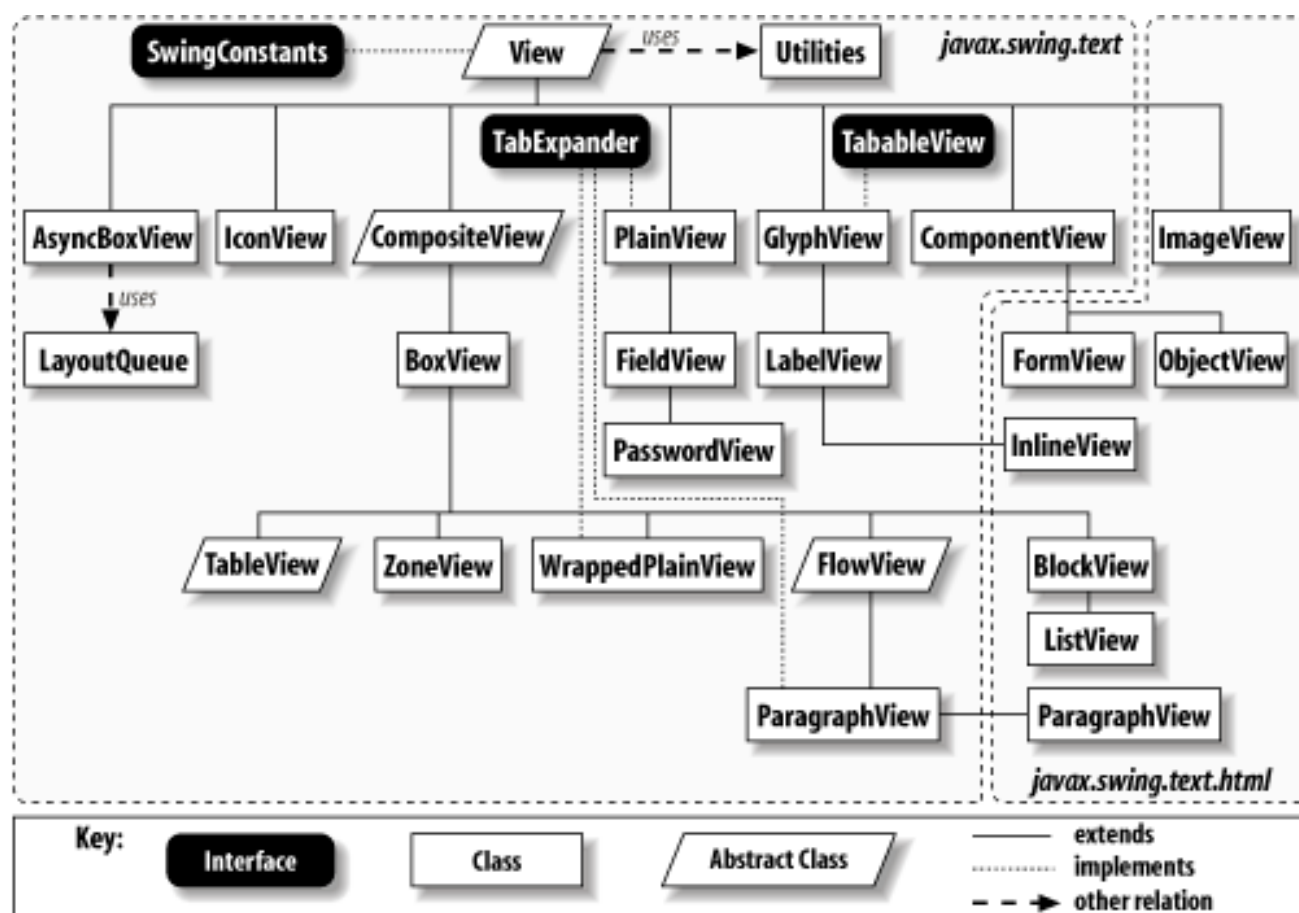 SwingConstants
View
uses
Utilities
javax.swing.text
TabExpander
TabableView
AsyncBoxView
IconView
CompositeView
PlainView
GlyphView
ComponentView
ImageView
uses
LayoutQueue
BoxView
FieldView
LabelView
FormView
ObjectView
PasswordView
InlineView
TableView
ZoneView
WrappedPlainView
FlowView
BlockView
ListView
ParagraphView
ParagraphView
javax.swing.text.html
Key:
Interface
Class
Abstract Class
extends
implements
other relation